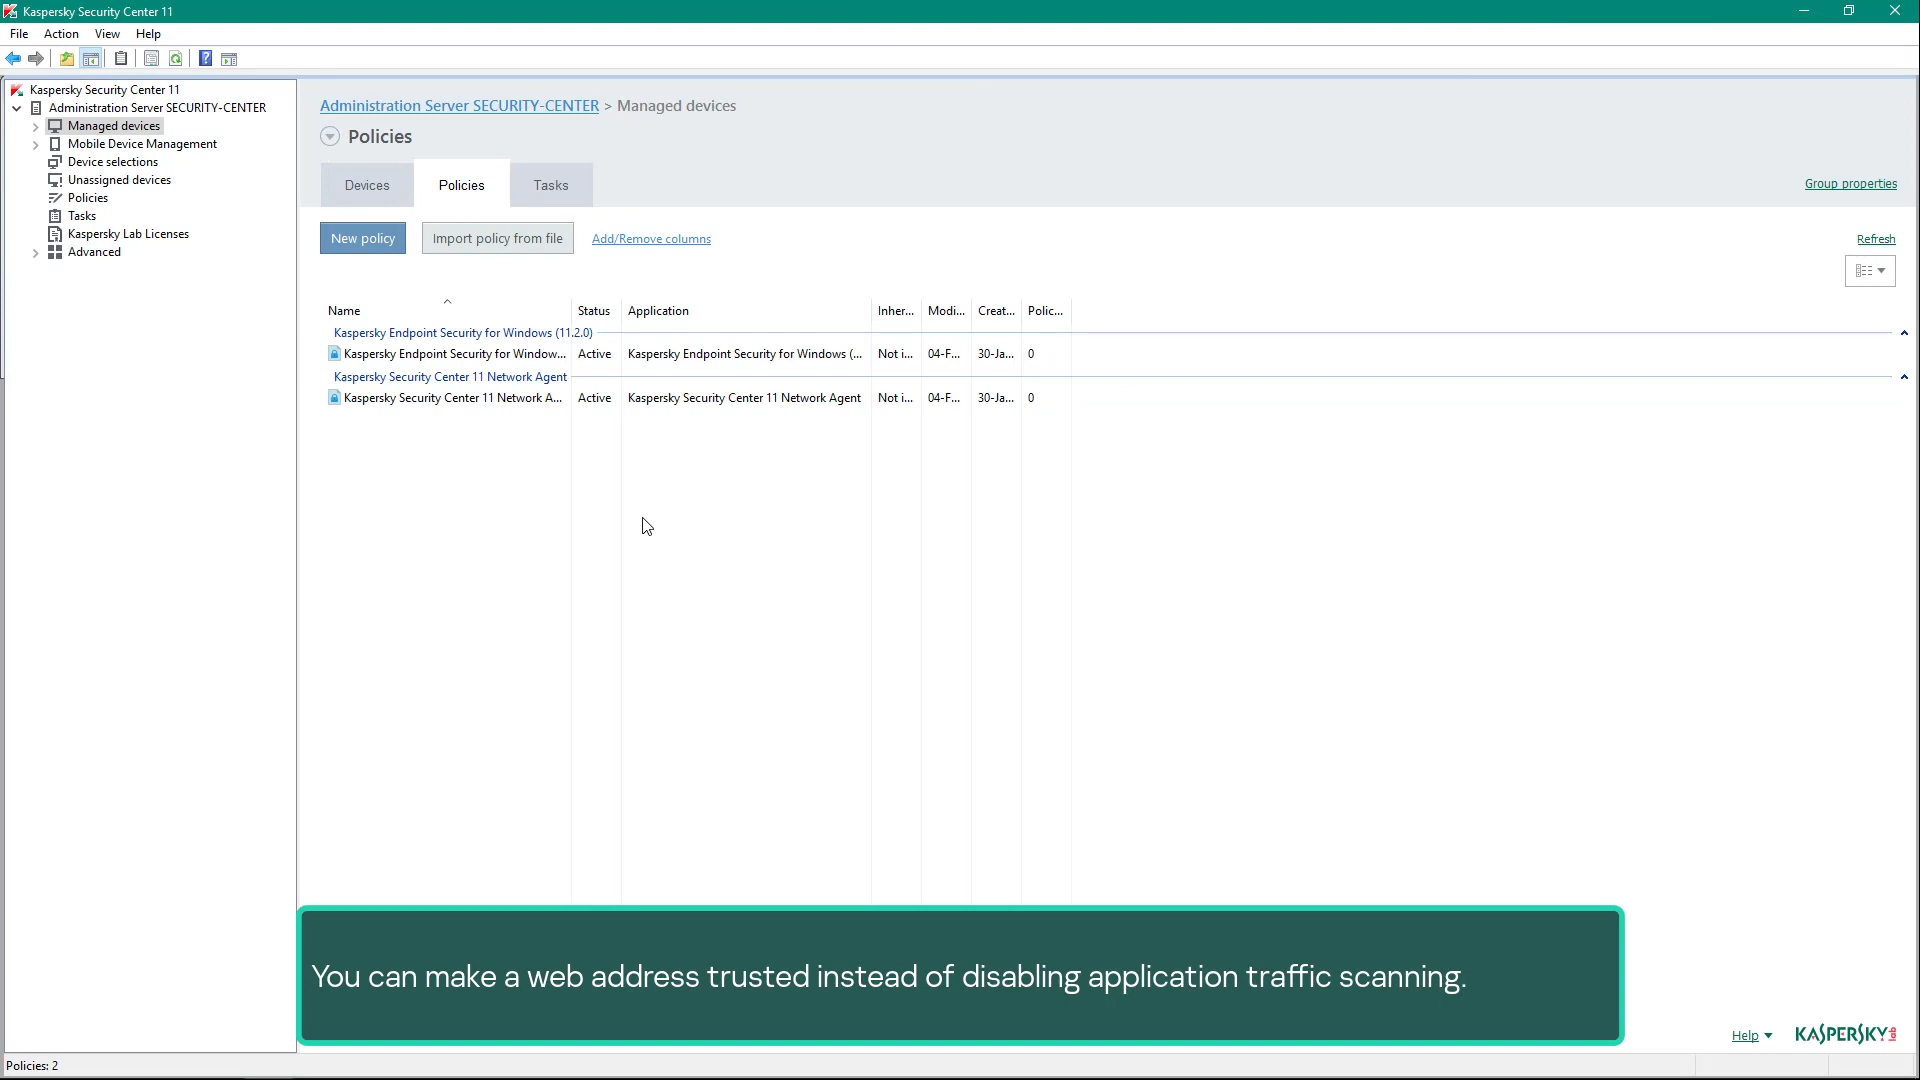 Kaspersky Security Center 11
File Action View Help
Kaspersky Security Center 11
Administration Server SECURITY-CENTER
Managed devices
Mobile Device Management
Device selections
Unassigned devices
Policies
Tasks
Kaspersky Lab Licenses
Advanced
Administration Server SECURITY-CENTER > Managed devices
Policies
Devices Policies Tasks
Group properties
New policy Import policy from file Add/Remove columns
Refresh
Name Status Application Inher... Modi... Creat... Polic...
Kaspersky Endpoint Security for Windows (11.2.0)
Kaspersky Endpoint Security for Window... Active Kaspersky Endpoint Security for Windows (... Not i... 04-F... 30-Ja... 0
Kaspersky Security Center 11 Network Agent
Kaspersky Security Center 11 Network A... Active Kaspersky Security Center 11 Network Agent Not i... 04-F... 30-Ja... 0
You can make a web address trusted instead of disabling application traffic scanning.
Help KASPERSKY lab
Policies: 2